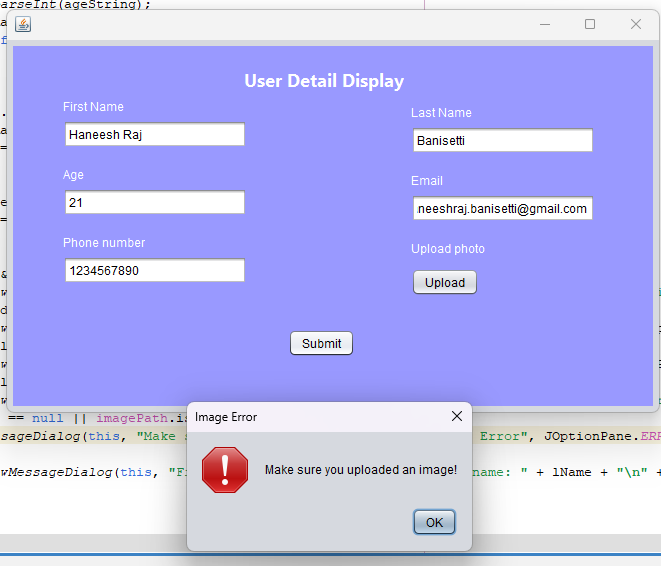 arseInt(ageString);
User Detail Display
First Name
Last Name
Haneesh Raj
Banisetti
Age
Email
21
neeshraj.banisetti@gmail.com
Phone number
Upload photo
1234567890
Upload
Submit
== null || imagePath.is
Image Error
sageDialog(this, "Make s
Error", JOptionPane.ERR
Make sure you uploaded an image!
wMessageDialog(this, "Fi
name: " + lName + "\n" +
OK